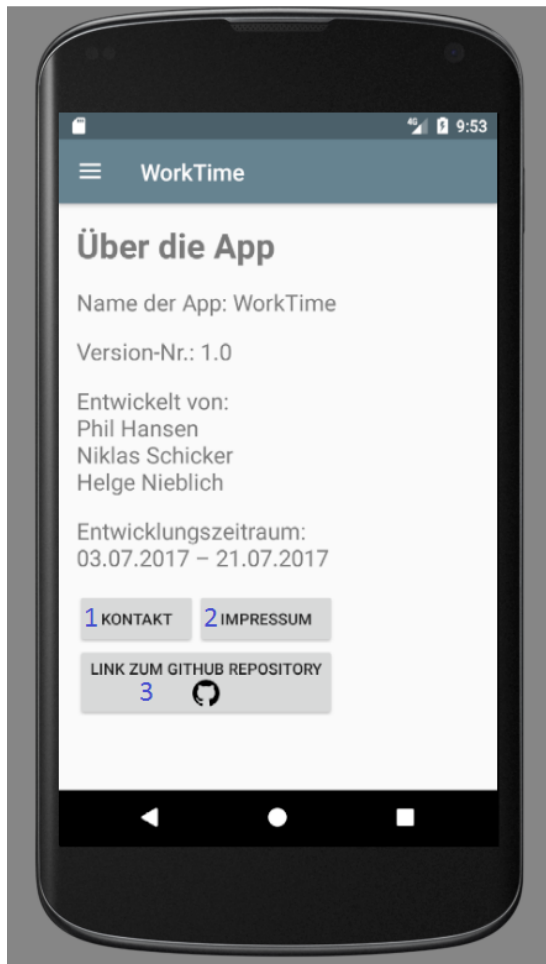 4G 9:53
WorkTime
Über die App
Name der App: WorkTime
Version-Nr.: 1.0
Entwickelt von:
Phil Hansen
Niklas Schicker
Helge Nieblich
Entwicklungszeitraum:
03.07.2017 – 21.07.2017
1 KONTAKT 2 IMPRESSUM
LINK ZUM GITHUB REPOSITORY
3